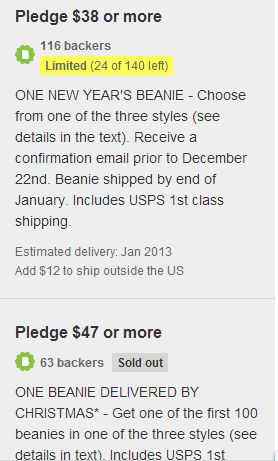 Pledge $38 or more
116 backers
Limited (24 of 140 left)
ONE NEW YEAR'S BEANIE - Choose
from one of the three styles (see
details in the text). Receive a
confirmation email prior to December
22nd. Beanie shipped by end of
January. Includes USPS 1st class
shipping.
Estimated delivery: Jan 2013
Add $12 to ship outside the US
Pledge $47 or more
63 backers Sold out
ONE BEANIE DELIVERED BY
CHRISTMAS* - Get one of the first 100
beanies in one of the three styles (see
details in text). Includes USPS 1st